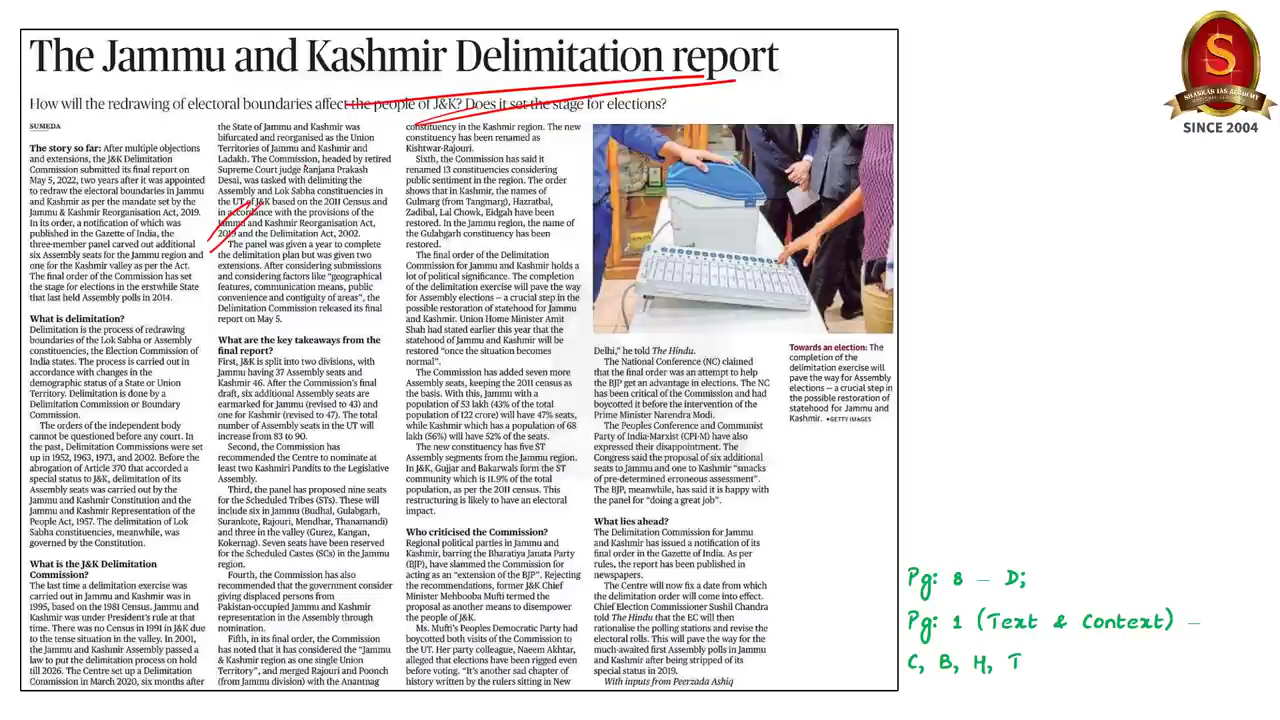 The Jammu and Kashmir Delimitation report
How will the redrawing of electoral boundaries affect the people of J&K? Does it set the stage for elections?
SUMEDA
The story so far: After multiple objections
and extensions, the J&K Delimitation
Commission submitted its final report on
May 5, 2022, two years after it was appointed
to redraw the electoral boundaries in Jammu
and Kashmir as per the mandate set by the
Jammu & Kashmir Reorganisation Act, 2019.
In its order, a notification of which was
published in the Gazette of India, the
three-member panel carved out additional
six Assembly seats for the Jammu region and
one for the Kashmir valley as per the Act.
The final order of the Commission has set
the stage for elections in the erstwhile State
that last held Assembly polls in 2014.
What is delimitation?
Delimitation is the process of redrawing
boundaries of the Lok Sabha or Assembly
constituencies, the Election Commission of
India states. The process is carried out in
accordance with changes in the
demographic status of a State or Union
Territory. Delimitation is done by a
Delimitation Commission or Boundary
Commission.
The orders of the independent body
cannot be questioned before any court. In
the past, Delimitation Commissions were set
up in 1952, 1963, 1973, and 2002. Before the
abrogation of Article 370 that accorded a
special status to J&K, delimitation of its
Assembly seats was carried out by the
Jammu and Kashmir Constitution and the
Jammu and Kashmir Representation of the
People Act, 1957. The delimitation of Lok
Sabha constituencies, meanwhile, was
governed by the Constitution.
What is the J&K Delimitation
Commission?
The last time a delimitation exercise was
carried out in Jammu and Kashmir was in
1995, based on the 1981 Census. Jammu and
Kashmir was under President's rule at that
time. There was no Census in 1991 in J&K due
to the tense situation in the valley. In 2001,
the Jammu and Kashmir Assembly passed a
law to put the delimitation process on hold
till 2026. The Centre set up a Delimitation
Commission in March 2020, six months after
the State of Jammu and Kashmir was
bifurcated and reorganised as the Union
Territories of Jammu and Kashmir and
Ladakh. The Commission, headed by retired
Supreme Court judge Ranjana Prakash
Desai, was tasked with delimiting the
Assembly and Lok Sabha constituencies in
the UT of J&K based on the 2011 Census and
in accordance with the provisions of the
Jammu and Kashmir Reorganisation Act,
2019 and the Delimitation Act, 2002.
The panel was given a year to complete
the delimitation plan but was given two
extensions. After considering submissions
and considering factors like "geographical
features, communication means, public
convenience and contiguity of areas", the
Delimitation Commission released its final
report on May 5.
What are the key takeaways from the
final report?
First, J&K is split into two divisions, with
Jammu having 37 Assembly seats and
Kashmir 46. After the Commission's final
draft, six additional Assembly seats are
earmarked for Jammu (revised to 43) and
one for Kashmir (revised to 47). The total
number of Assembly seats in the UT will
increase from 83 to 90.
Second, the Commission has
recommended the Centre to nominate at
least two Kashmiri Pandits to the Legislative
Assembly.
Third, the panel has proposed nine seats
for the Scheduled Tribes (STs). These will
include six in Jammu (Budhal, Gulabgarh,
Surankote, Rajouri, Mendhar, Thanamandi)
and three in the valley (Gurez, Kangan,
Kokernag). Seven seats have been reserved
for the Scheduled Castes (SCs) in the Jammu
region.
Fourth, the Commission has also
recommended that the government consider
giving displaced persons from
Pakistan-occupied Jammu and Kashmir
representation in the Assembly through
nomination.
Fifth, in its final order, the Commission
has noted that it has considered the "Jammu
& Kashmir region as one single Union
Territory", and merged Rajouri and Poonch
(from Jammu division) with the Anantnag
constituency in the Kashmir region. The new
constituency has been renamed as
Kishtwar-Rajouri.
Sixth, the Commission has said it
renamed 13 constituencies considering
public sentiment in the region. The order
shows that in Kashmir, the names of
Gulmarg (from Tangmarg), Hazratbal,
Zadibal, Lal Chowk, Eidgah have been
restored. In the Jammu region, the name of
the Gulabgarh constituency has been
restored.
The final order of the Delimitation
Commission for Jammu and Kashmir holds a
lot of political significance. The completion
of the delimitation exercise will pave the way
for Assembly elections — a crucial step in the
possible restoration of statehood for Jammu
and Kashmir. Union Home Minister Amit
Shah had stated earlier this year that the
statehood of Jammu and Kashmir will be
restored "once the situation becomes
normal".
The Commission has added seven more
Assembly seats, keeping the 2011 census as
the basis. With this, Jammu with a
population of 53 lakh (43% of the total
population of 122 crore) will have 47% seats,
while Kashmir which has a population of 68
lakh (56%) will have 52% of the seats.
The new constituency has five ST
Assembly segments from the Jammu region.
In J&K, Gujjar and Bakarwals form the ST
community which is 11.9% of the total
population, as per the 2011 census. This
restructuring is likely to have an electoral
impact.
Who criticised the Commission?
Regional political parties in Jammu and
Kashmir, barring the Bharatiya Janata Party
(BJP), have slammed the Commission for
acting as an "extension of the BJP". Rejecting
the recommendations, former J&K Chief
Minister Mehbooba Mufti termed the
proposal as another means to disempower
the people of J&K.
Ms. Mufti's Peoples Democratic Party had
boycotted both visits of the Commission to
the UT. Her party colleague, Naeem Akhtar,
alleged that elections have been rigged even
before voting. "It's another sad chapter of
history written by the rulers sitting in New
Delhi," he told The Hindu.
The National Conference (NC) claimed
that the final order was an attempt to help
the BJP get an advantage in elections. The NC
has been critical of the Commission and had
boycotted it before the intervention of the
Prime Minister Narendra Modi.
The Peoples Conference and Communist
Party of India-Marxist (CPI-M) have also
expressed their disappointment. The
Congress said the proposal of six additional
seats to Jammu and one to Kashmir "smacks
of pre-determined erroneous assessment".
The BJP, meanwhile, has said it is happy with
the panel for "doing a great job".
What lies ahead?
The Delimitation Commission for Jammu
and Kashmir has issued a notification of its
final order in the Gazette of India. As per
rules, the report has been published in
newspapers.
The Centre will now fix a date from which
the delimitation order will come into effect.
Chief Election Commissioner Sushil Chandra
told The Hindu that the EC will then
rationalise the polling stations and revise the
electoral rolls. This will pave the way for the
much-awaited first Assembly polls in Jammu
and Kashmir after being stripped of its
special status in 2019.
With inputs from Peerzada Ashiq
Towards an election: The
completion of the
delimitation exercise will
pave the way for Assembly
elections — a crucial step in
the possible restoration of
statehood for Jammu and
Kashmir. • GETTY IMAGES
S
SHANKAR IAS ACADEMY
SINCE 2004
Pg: 8 – D;
Pg: 1 (Text & Context) –
C, B, H, T